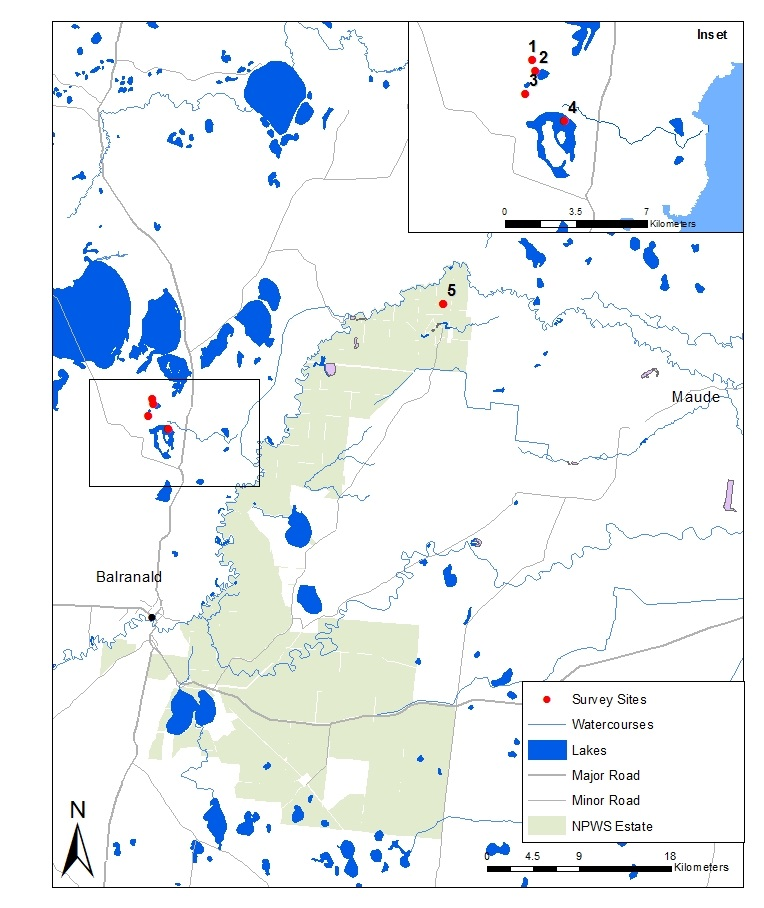 Inset
1
2
3
4
0 3.5 7
Kilometers
5
Maude
Balranald
Survey Sites
Watercourses
Lakes
Major Road
Minor Road
NPWS Estate
N
0 4.5 9 18
Kilometers